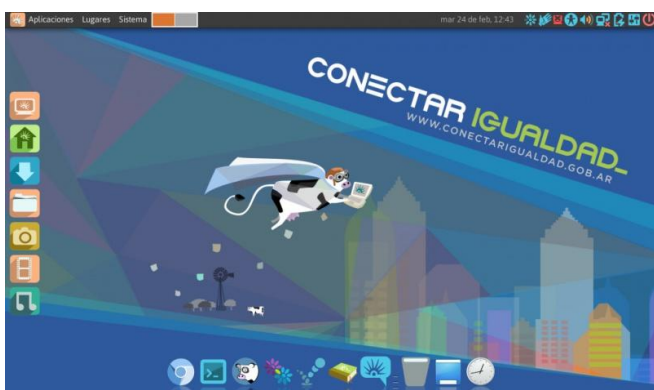 Aplicaciones Lugares Sistema
mar 24 de feb, 12:43
CONECTAR IGUALDAD_
WWW.CONECTARIGUALDAD.GOB.AR